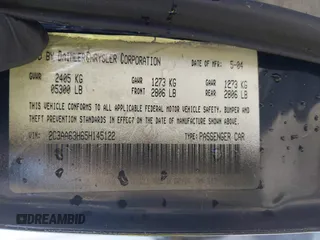 D BY DAIMLERCHRYSLER CORPORATION DATE OF MFR: 5-04
GVWR GAWR GAWR
2405 KG 1273 KG 1273 KG
05300 LB FRONT 2806 LB REAR 2806 LB
THIS VEHICLE CONFORMS TO ALL APPLICABLE FEDERAL MOTOR VEHICLE SAFETY, BUMPER AND
THEFT PREVENTION STANDARDS IN EFFECT ON THE DATE OF MANUFACTURE SHOWN ABOVE.
VIN: 2C3AA63H65H145122 TYPE: PASSENGER CAR
DREAMBID